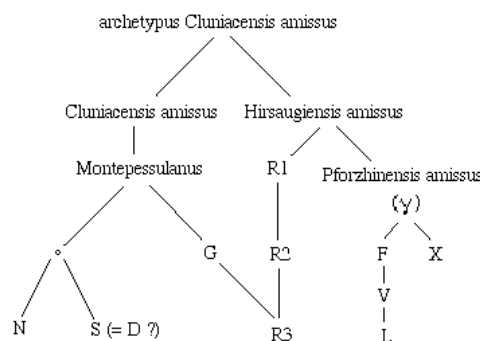 archetypus Cluniacensis amissus
Cluniacensis amissus Hirsaugiensis amissus
Montepessulanus R1 Pforzhinensis amissus
(γ)
° G R2 F X
V
N S (= D ?) R3 L